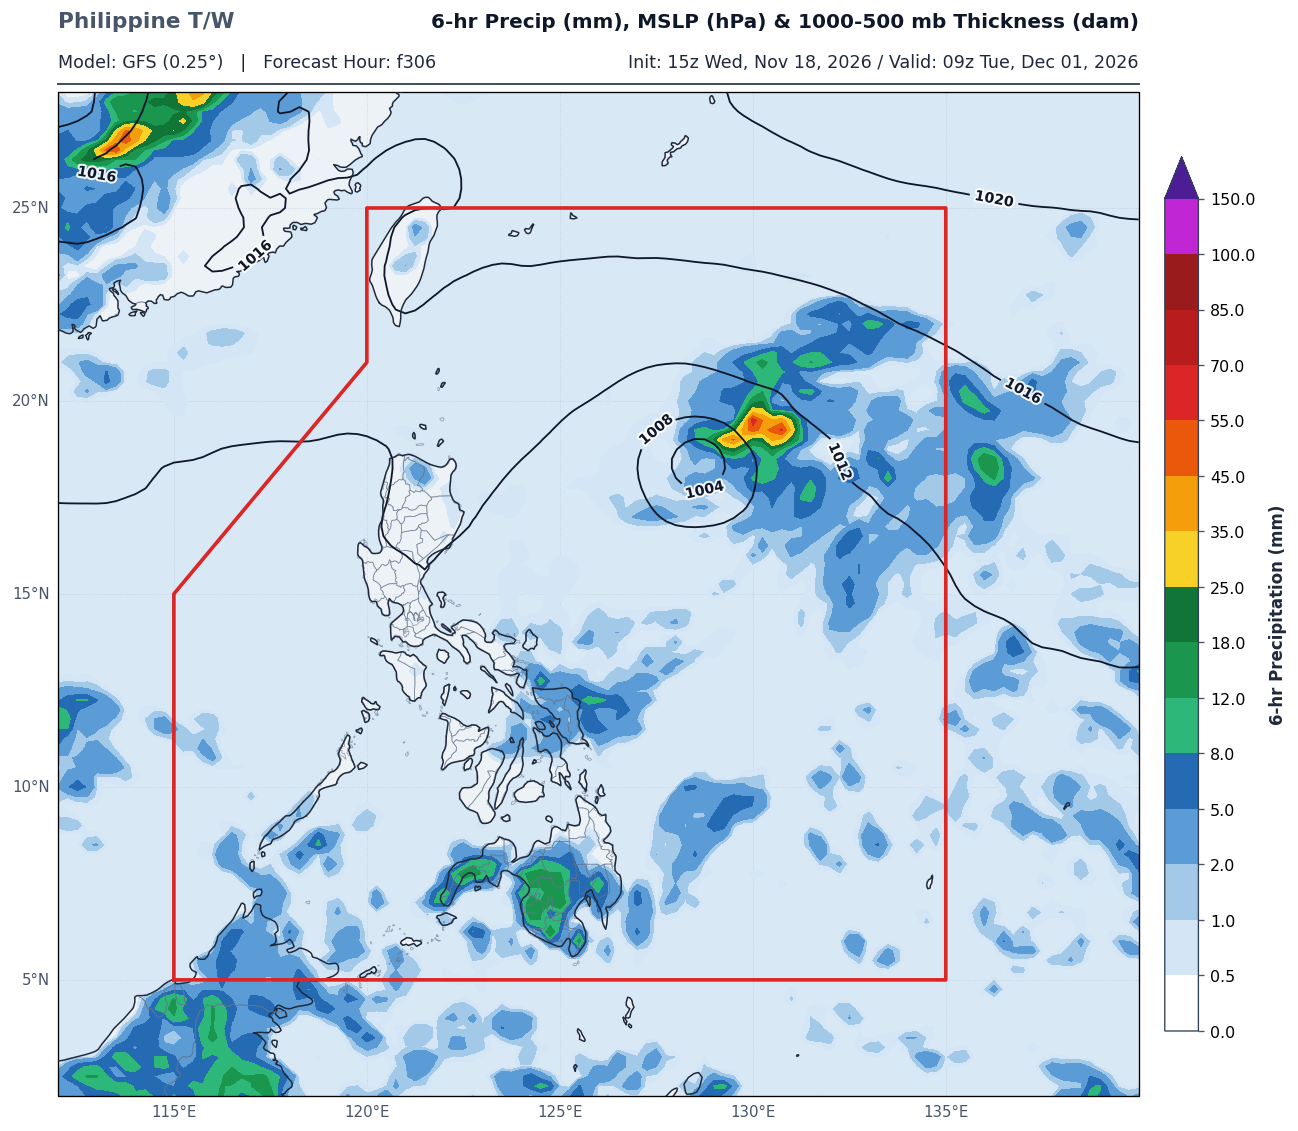 Philippine T/W
6-hr Precip (mm), MSLP (hPa) & 1000-500 mb Thickness (dam)
Model: GFS (0.25°) | Forecast Hour: f306
Init: 15z Wed, Nov 18, 2026 / Valid: 09z Tue, Dec 01, 2026
1016
1020
1016
1016
1008
1012
1004
25°N
20°N
15°N
10°N
5°N
115°E
120°E
125°E
130°E
135°E
150.0
100.0
85.0
70.0
55.0
45.0
35.0
25.0
18.0
12.0
8.0
5.0
2.0
1.0
0.5
0.0
6-hr Precipitation (mm)